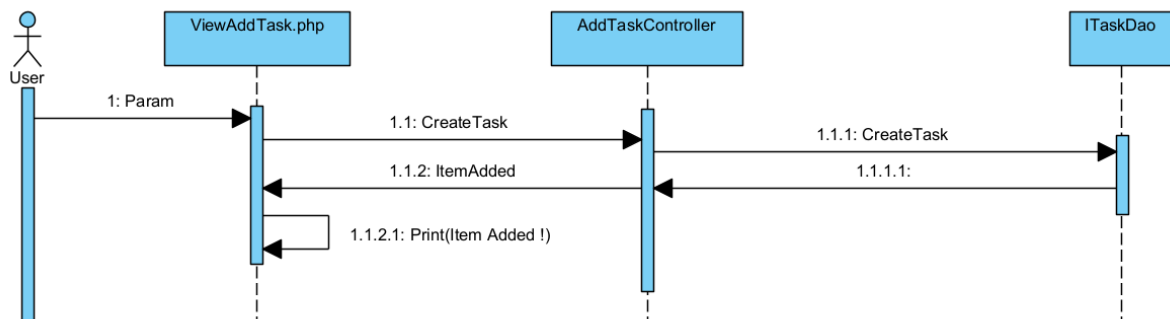 ViewAddTask.php
AddTaskController
ITaskDao
User
1: Param
1.1: CreateTask
1.1.1: CreateTask
1.1.2: ItemAdded
1.1.1.1:
1.1.2.1: Print(Item Added !)